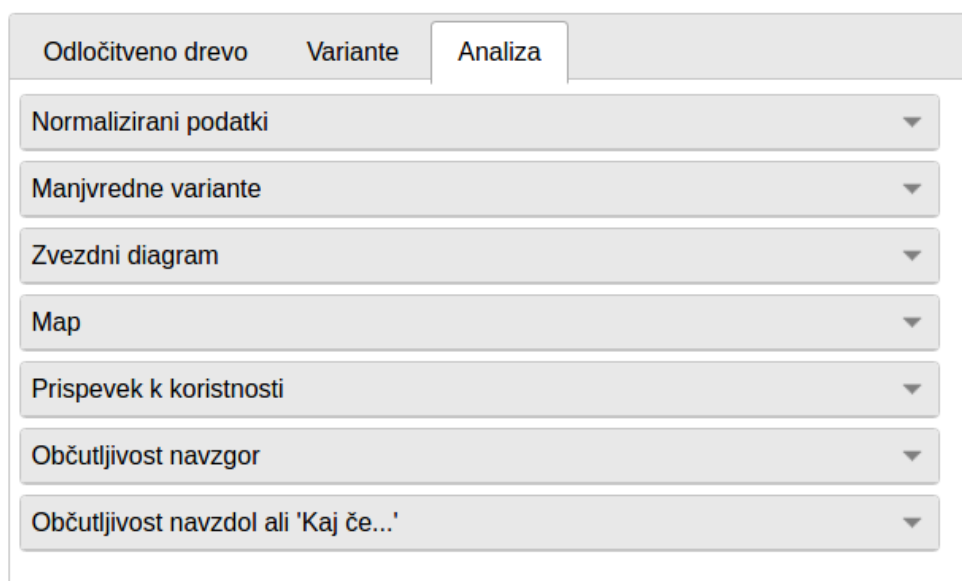 Odločitveno drevo Variante Analiza
Normalizirani podatki
Manjvredne variante
Zvezdni diagram
Map
Prispevek k koristnosti
Občutljivost navzgor
Občutljivost navzdol ali 'Kaj če...'